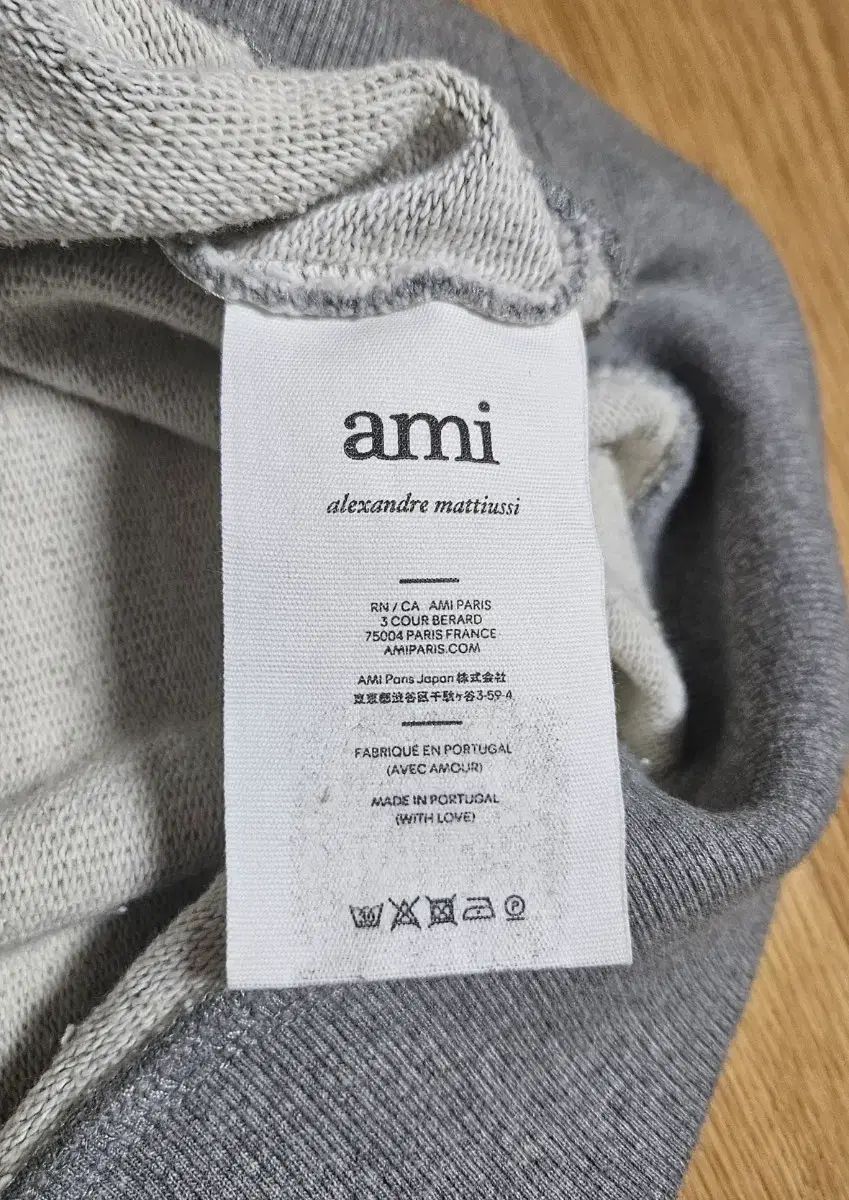 ami
alexandre mattiussi
RN / CA AMI PARIS
3 COUR BERARD
75004 PARIS FRANCE
AMIPARIS.COM
AMI Paris Japan 株式会社
東京都渋谷区千駄ヶ谷3-59-4
FABRIQUÉ EN PORTUGAL
(AVEC AMOUR)
MADE IN PORTUGAL
(WITH LOVE)
30 P